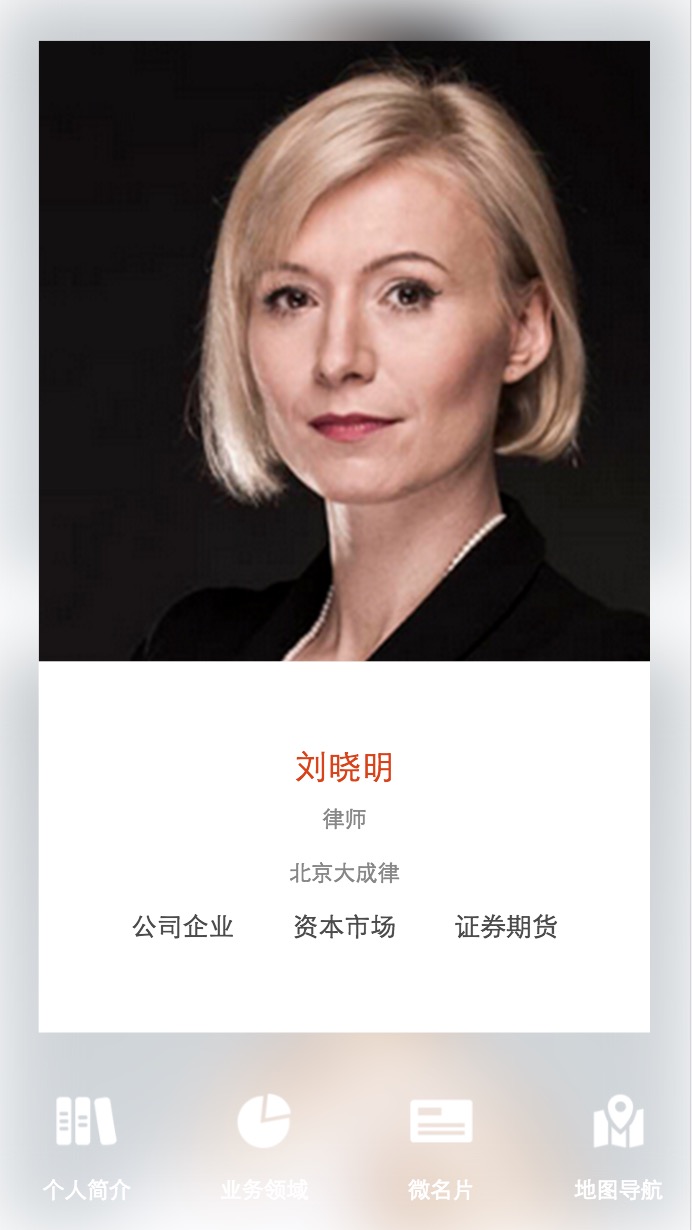 刘晓明
律师
北京大成律
公司企业 资本市场 证券期货
个人简介 业务领域 微名片 地图导航